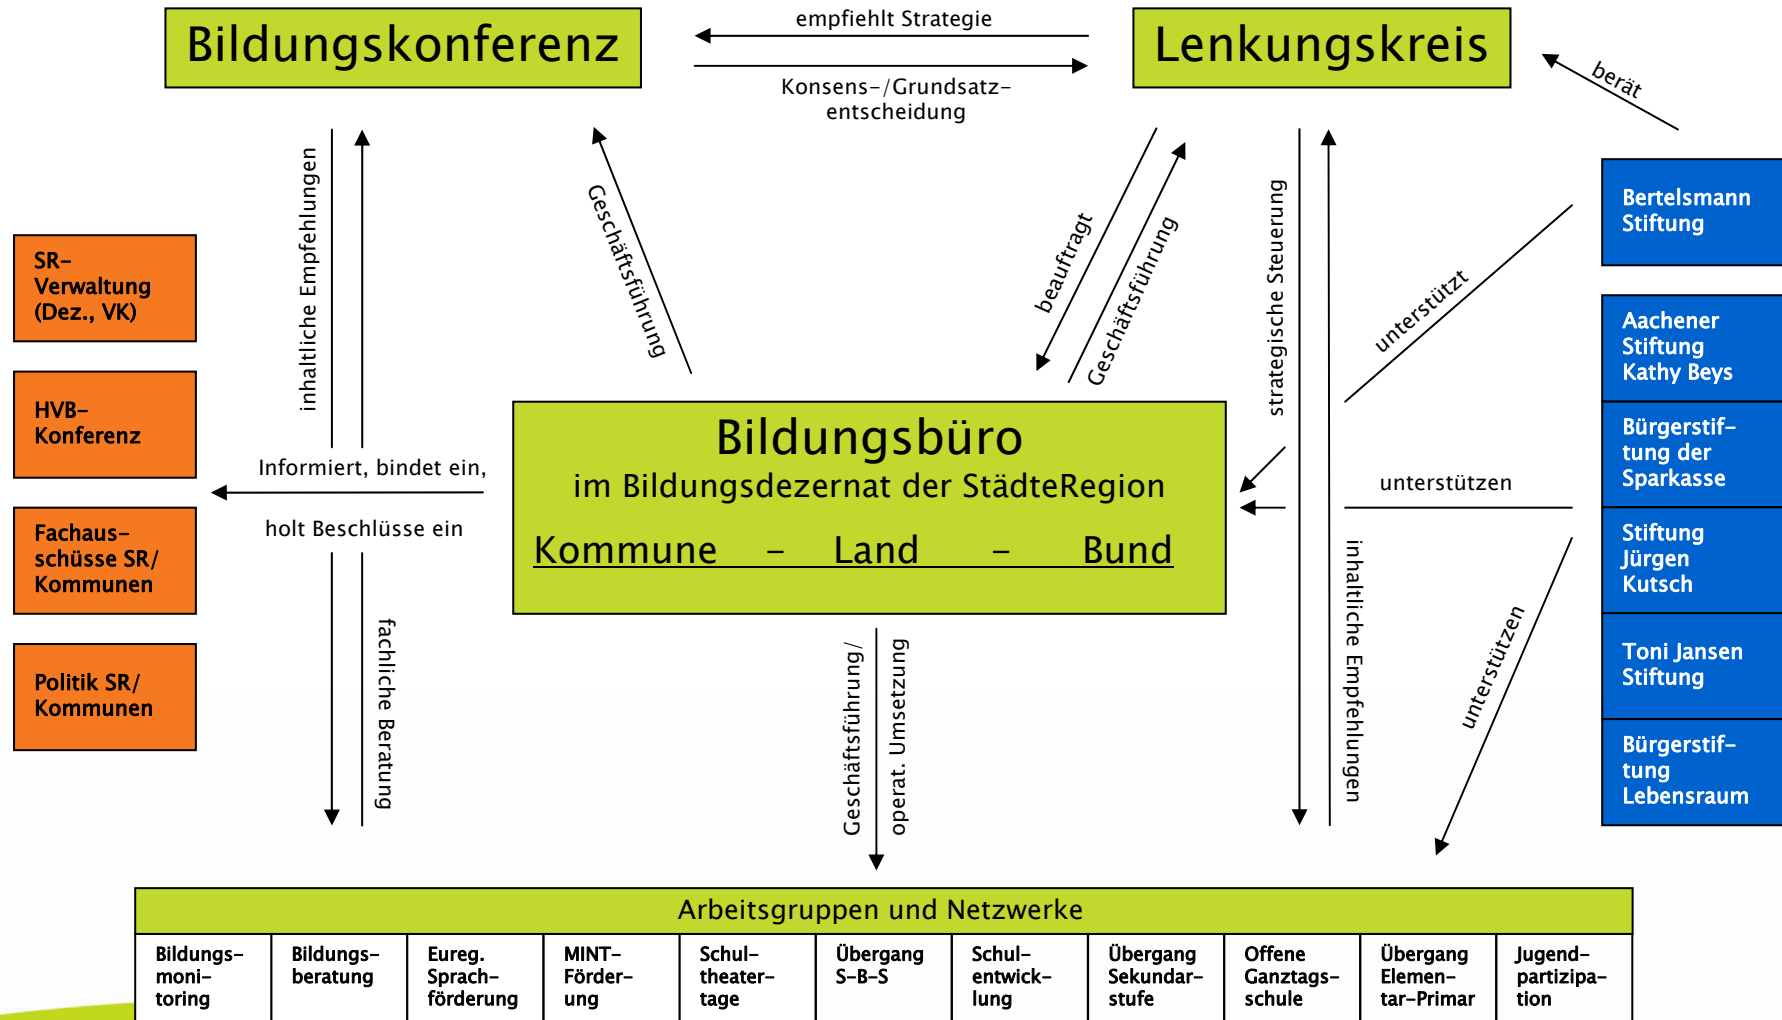 Bildungskonferenz
empfiehlt Strategie
Konsens-/Grundsatz-
entscheidung
Lenkungskreis
berät
inhaltliche Empfehlungen
Geschäftsführung
beauftragt
Geschäftsführung
strategische Steuerung
unterstützt
SR-
Verwaltung
(Dez., VK)
HVB-
Konferenz
Fachaus-
schüsse SR/
Kommunen
Politik SR/
Kommunen
Informiert, bindet ein,
holt Beschlüsse ein
Bildungsbüro
im Bildungsdezernat der StädteRegion
Kommune - Land - Bund
unterstützen
Bertelsmann
Stiftung
Aachener
Stiftung
Kathy Beys
Bürgerstif-
tung der
Sparkasse
Stiftung
Jürgen
Kutsch
Toni Jansen
Stiftung
Bürgerstif-
tung
Lebensraum
fachliche Beratung
Geschäftsführung/
operat. Umsetzung
inhaltliche Empfehlungen
unterstützen
Arbeitsgruppen und Netzwerke
Bildungs-
moni-
toring
Bildungs-
beratung
Eureg.
Sprach-
förderung
MINT-
Förder-
ung
Schul-
theater-
tage
Übergang
S-B-S
Schul-
entwick-
lung
Übergang
Sekundar-
stufe
Offene
Ganztags-
schule
Übergang
Elemen-
tar-Primar
Jugend-
partizipa-
tion